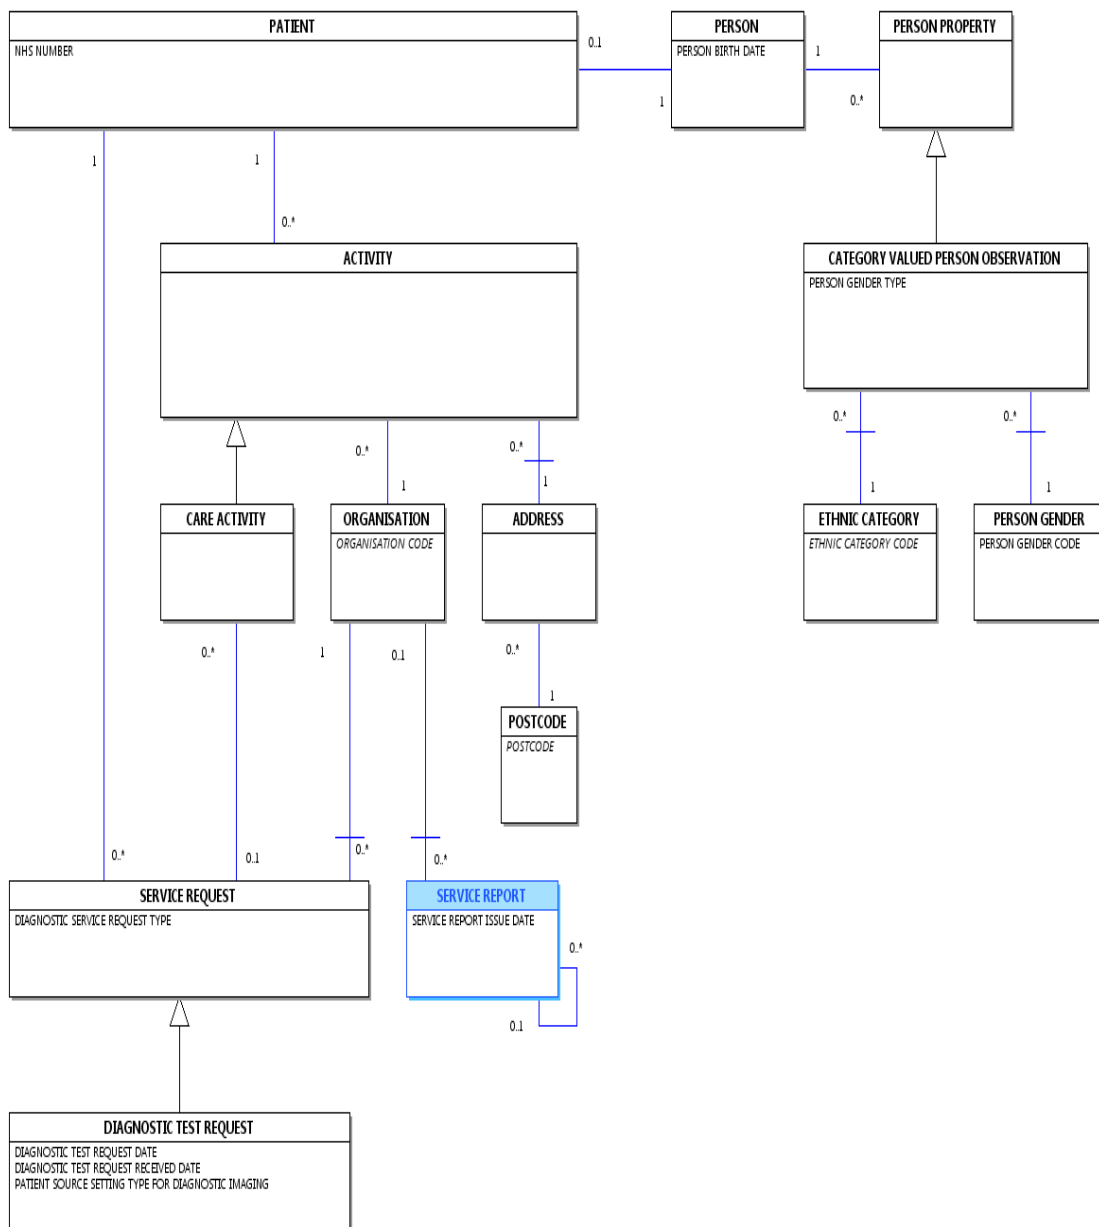 PATIENT
NHS NUMBER
0..1
1
PERSON
PERSON BIRTH DATE
1
0..*
PERSON PROPERTY
1
1
0..*
ACTIVITY
CATEGORY VALUED PERSON OBSERVATION
PERSON GENDER TYPE
0..*
1
0..*
1
0..*
1
0..*
1
CARE ACTIVITY
ORGANISATION
ORGANISATION CODE
ADDRESS
ETHNIC CATEGORY
ETHNIC CATEGORY CODE
PERSON GENDER
PERSON GENDER CODE
0..*
1
0..1
0..*
1
POSTCODE
POSTCODE
0..*
0..1
0..*
0..*
SERVICE REQUEST
DIAGNOSTIC SERVICE REQUEST TYPE
SERVICE REPORT
SERVICE REPORT ISSUE DATE
0..*
0..1
DIAGNOSTIC TEST REQUEST
DIAGNOSTIC TEST REQUEST DATE
DIAGNOSTIC TEST REQUEST RECEIVED DATE
PATIENT SOURCE SETTING TYPE FOR DIAGNOSTIC IMAGING